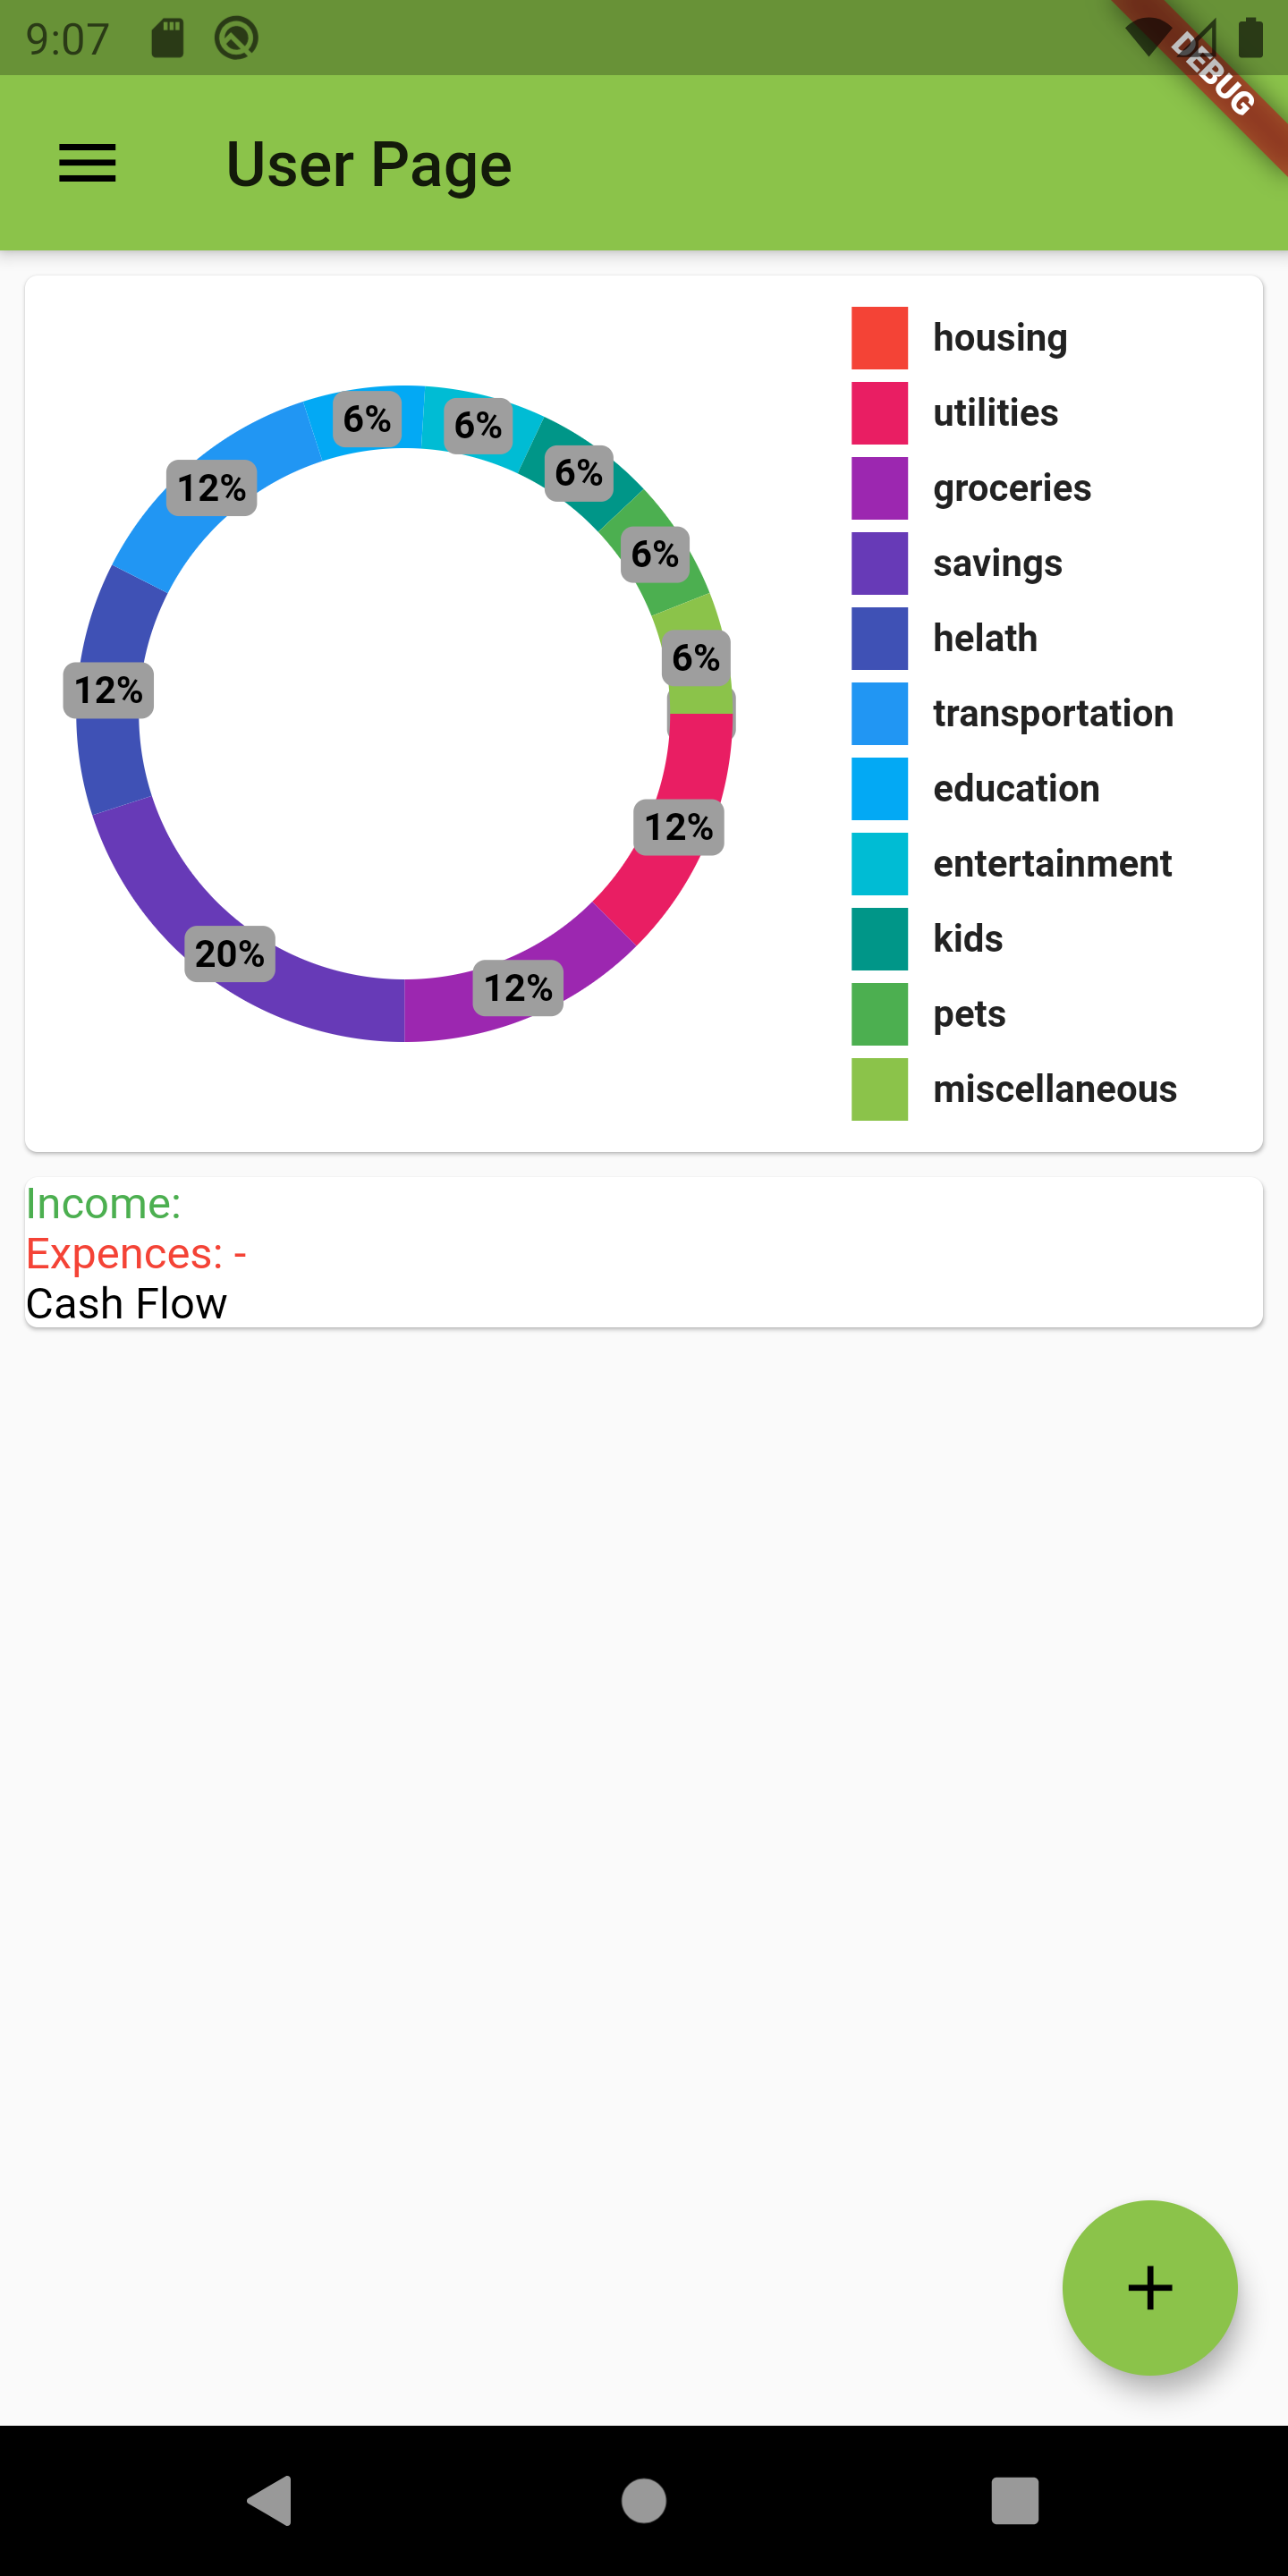 9:07
DEBUG
User Page
6%
6%
6%
6%
6%
12%
12%
12%
20%
12%
housing
utilities
groceries
savings
helath
transportation
education
entertainment
kids
pets
miscellaneous
Income:
Expences: -
Cash Flow